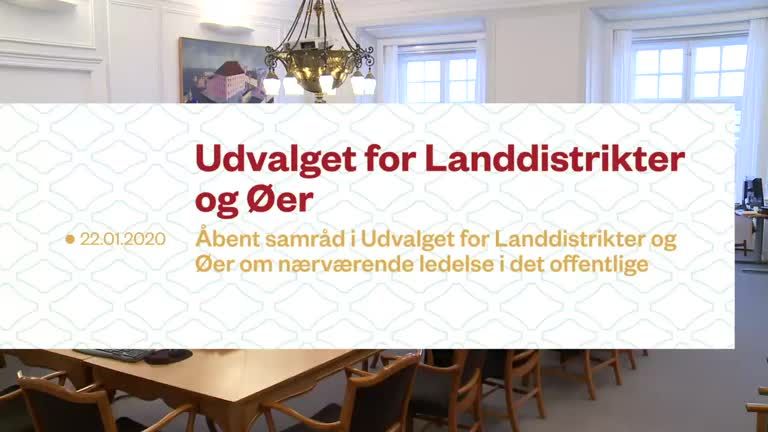 Udvalget for Landdistrikter
og Øer
22.01.2020
Åbent samråd i Udvalget for Landdistrikter og
Øer om nærværende ledelse i det offentlige